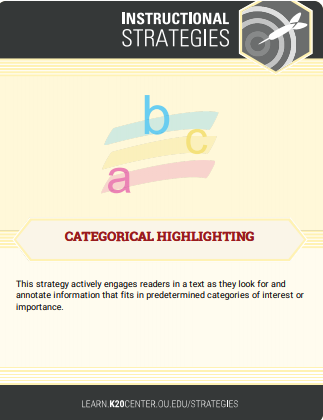 INSTRUCTIONAL
STRATEGIES
b
c
a
CATEGORICAL HIGHLIGHTING
This strategy actively engages readers in a text as they look for and
annotate information that fits in predetermined categories of interest or
importance.
LEARN.K20CENTER.OU.EDU/STRATEGIES